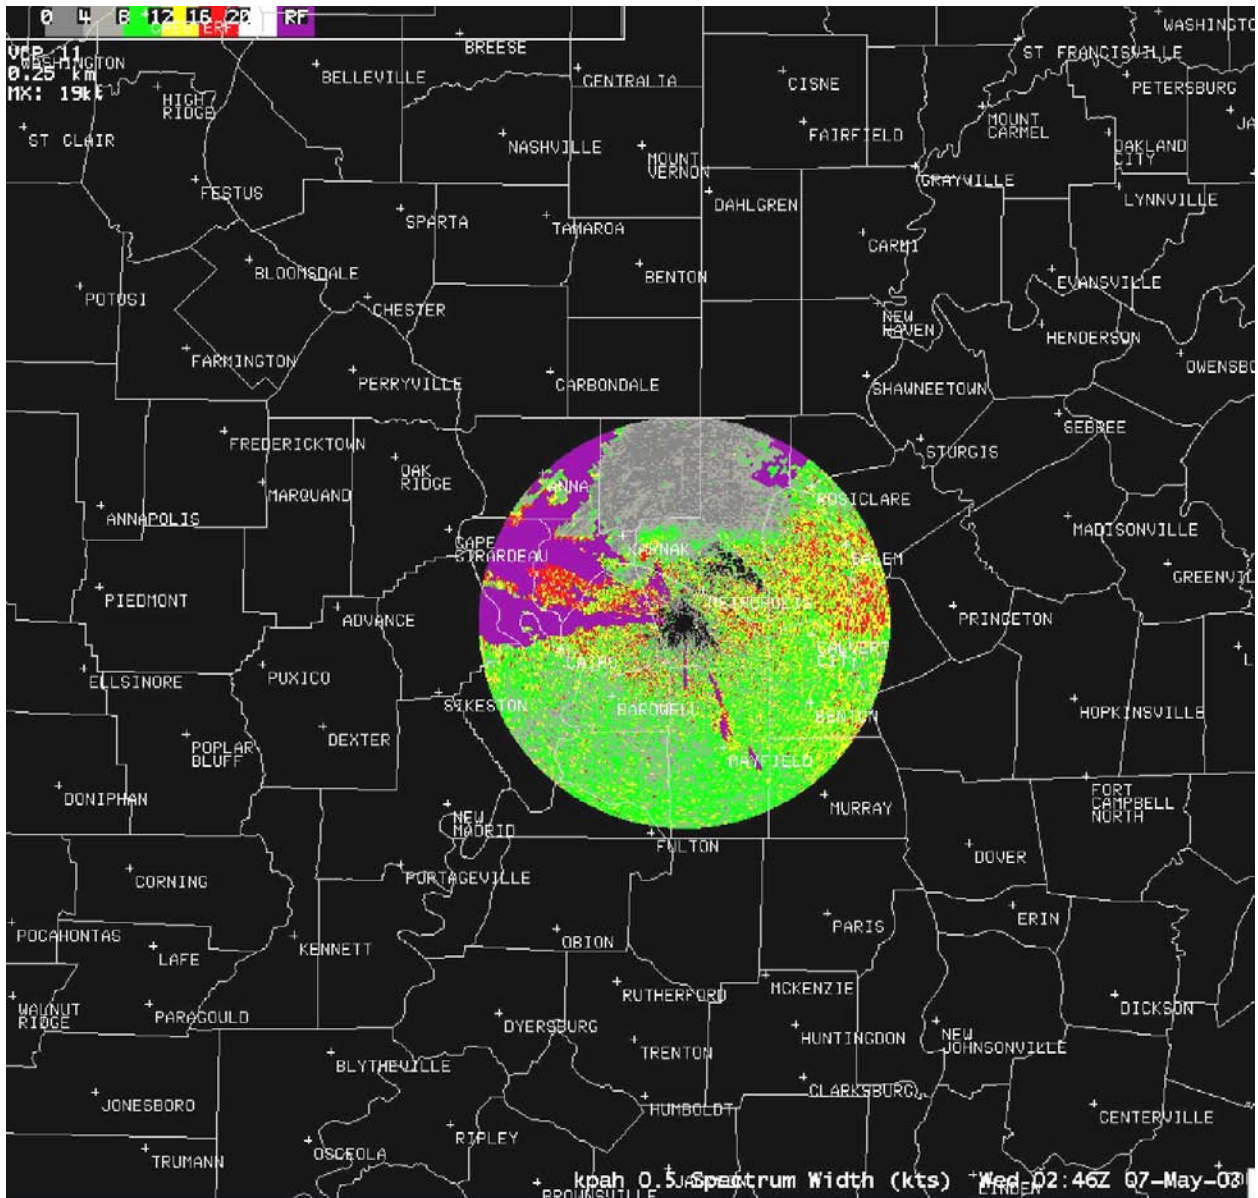 0 4 8 12 16 20 RF
VCP 11
0.25 km
WASHINGTON
BREESE
ST FRANCISVILLE
WASHINGTO
BELLEVILLE
CENTRALIA
CISNE
PETERSBURG
HIGH
RIDGE
ST CLAIR
NASHVILLE
MOUNT
VERNON
FAIRFIELD
MOUNT
CARMEL
OAKLAND
CITY
JA
FESTUS
GRAYVILLE
SPARTA
TAMAROA
DAHLGREN
LYNNVILLE
CARMI
BLOOMSDALE
BENTON
EVANSVILLE
POTOSI
CHESTER
NEW
HAVEN
HENDERSON
FARMINGTON
OWENSBO
PERRYVILLE
CARBONDALE
SHAWNEETOWN
FREDERICKTOWN
SEBREE
STURGIS
OAK
RIDGE
ANNA
MARQUAND
ROSICLARE
ANNAPOLIS
MADISONVILLE
CAPE
GIRARDEAU
KARNAK
SALEM
GREENVIL
PIEDMONT
METROPOLIS
ADVANCE
PRINCETON
CALVERT
CITY
CAIRO
ELLSINORE
PUXICO
SIKESTON
BARDWELL
BENTON
HOPKINSVILLE
DEXTER
POPLAR
BLUFF
MAYFIELD
DONIPHAN
FORT
CAMPBELL
NORTH
MURRAY
NEW
MADRID
FULTON
DOVER
CORNING
PORTAGEVILLE
PARIS
ERIN
POCAHONTAS
LAFE
KENNETT
OBION
MCKENZIE
RUTHERFORD
DICKSON
WALNUT
RIDGE
PARAGOULD
DYERSBURG
HUNTINGDON
NEW
JOHNSONVILLE
TRENTON
BLYTHEVILLE
CLARKSBURG
JONESBORO
HUMBOLDT
CENTERVILLE
RIPLEY
OSCEOLA
TRUMANN
kpah 0.5 Spectrum Width (kts) Wed 02:46Z 07-May-03
BROWNSVILLE
LINDEN